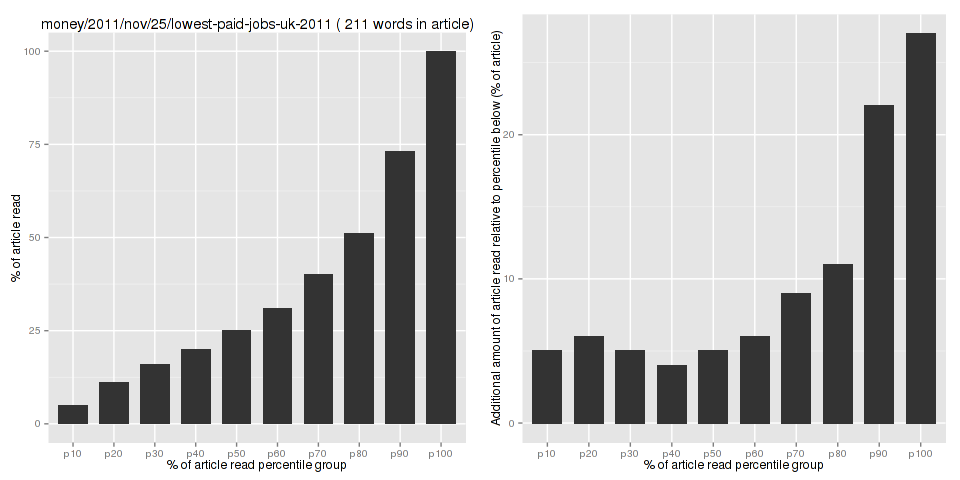 money/2011/nov/25/lowest-paid-jobs-uk-2011 ( 211 words in article)
% of article read
100
75
50
25
0
p10 p20 p30 p40 p50 p60 p70 p80 p90 p100
% of article read percentile group
Additional amount of article read relative to percentile below (% of article)
20
10
0
p10 p20 p30 p40 p50 p60 p70 p80 p90 p100
% of article read percentile group